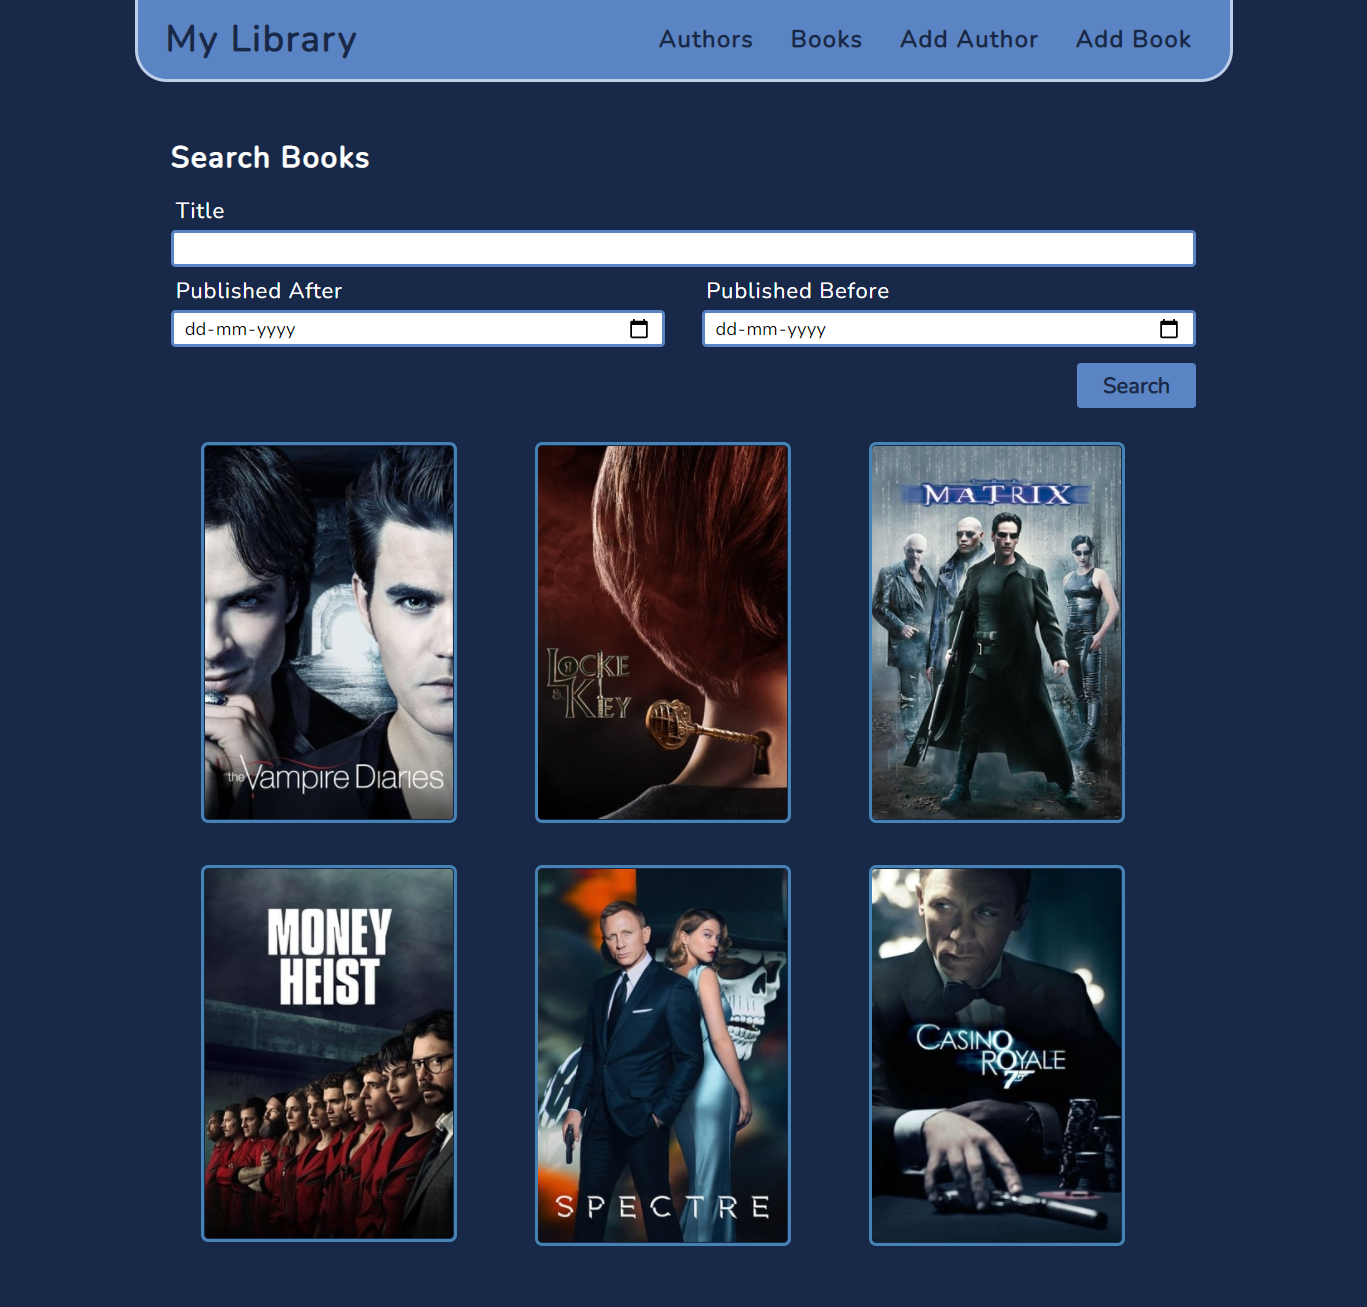 My Library
Authors Books Add Author Add Book
Search Books
Title
Published After Published Before
dd-mm-yyyy dd-mm-yyyy
Search
the Vampire Diaries
LOCKE
& KEY
THE
MATRIX
MONEY
HEIST
SPECTRE
CASINO
ROYALE
007